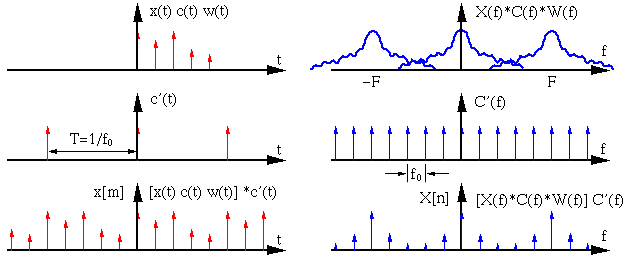 x(t) c(t) w(t)
t
X(f)*C(f)*W(f)
f
−F
F
c′(t)
T=1/f₀
t
C′(f)
f
f₀
x[m]
[x(t) c(t) w(t)] *c′(t)
t
X[n]
[X(f)*C(f)*W(f)] C′(f)
f